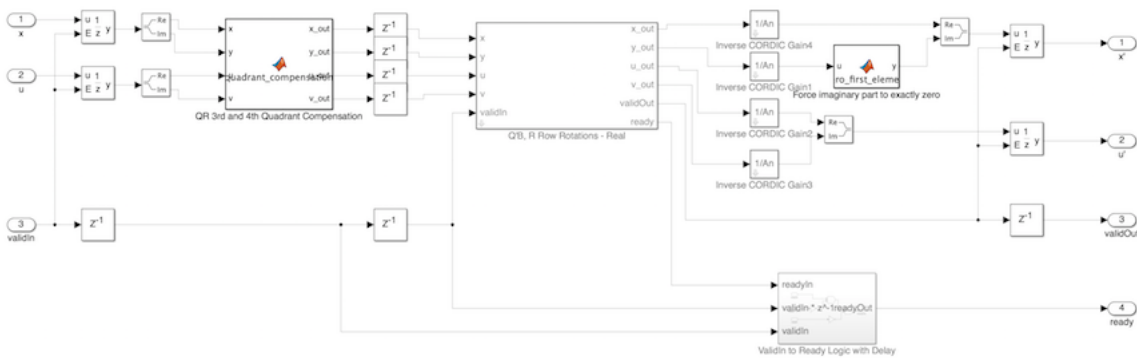 1
x
2
u
3
validIn
u 1
E z y
u 1
E z y
Re
Im
Re
Im
x x_out
y y_out
u u_out
v v_out
QR 3rd and 4th Quadrant Compensation
Z-1
Z-1
Z-1
Z-1
x
y
u
v
validIn
x_out
y_out
u_out
v_out
validOut
ready
Q'B, R Row Rotations - Real
1/An
Inverse CORDIC Gain4
1/An
Inverse CORDIC Gain1
1/An
Inverse CORDIC Gain2
1/An
Inverse CORDIC Gain3
u y
ro_first_eleme
Force imaginary part to exactly zero
Re
Im
Re
Im
u 1
E z y
u 1
E z y
1
x'
2
u'
Z-1
Z-1
Z-1
3
validOut
readyIn
validIn * z^-1
readyOut
validIn
ValidIn to Ready Logic with Delay
4
ready